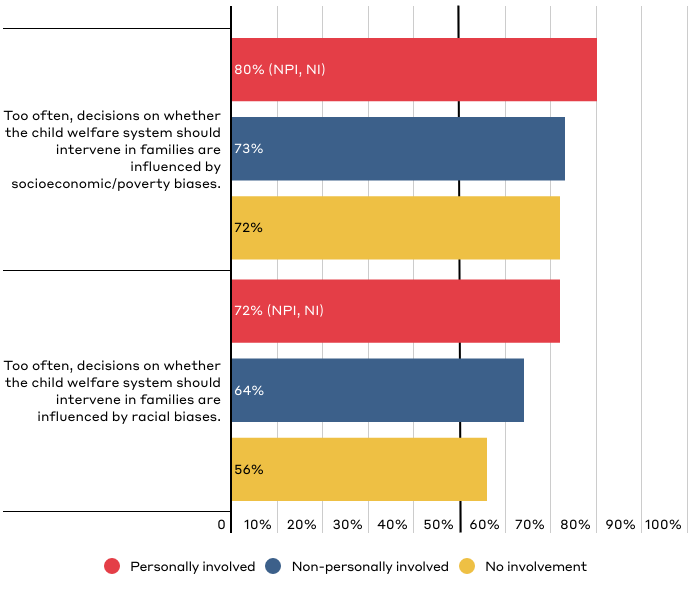 80% (NPI, NI)
Too often, decisions on whether
the child welfare system should
intervene in families are
influenced by
socioeconomic/poverty biases.
73%
72%
72% (NPI, NI)
Too often, decisions on whether
the child welfare system should
intervene in families are
influenced by racial biases.
64%
56%
0 10% 20% 30% 40% 50% 60% 70% 80% 90% 100%
Personally involved Non-personally involved No involvement